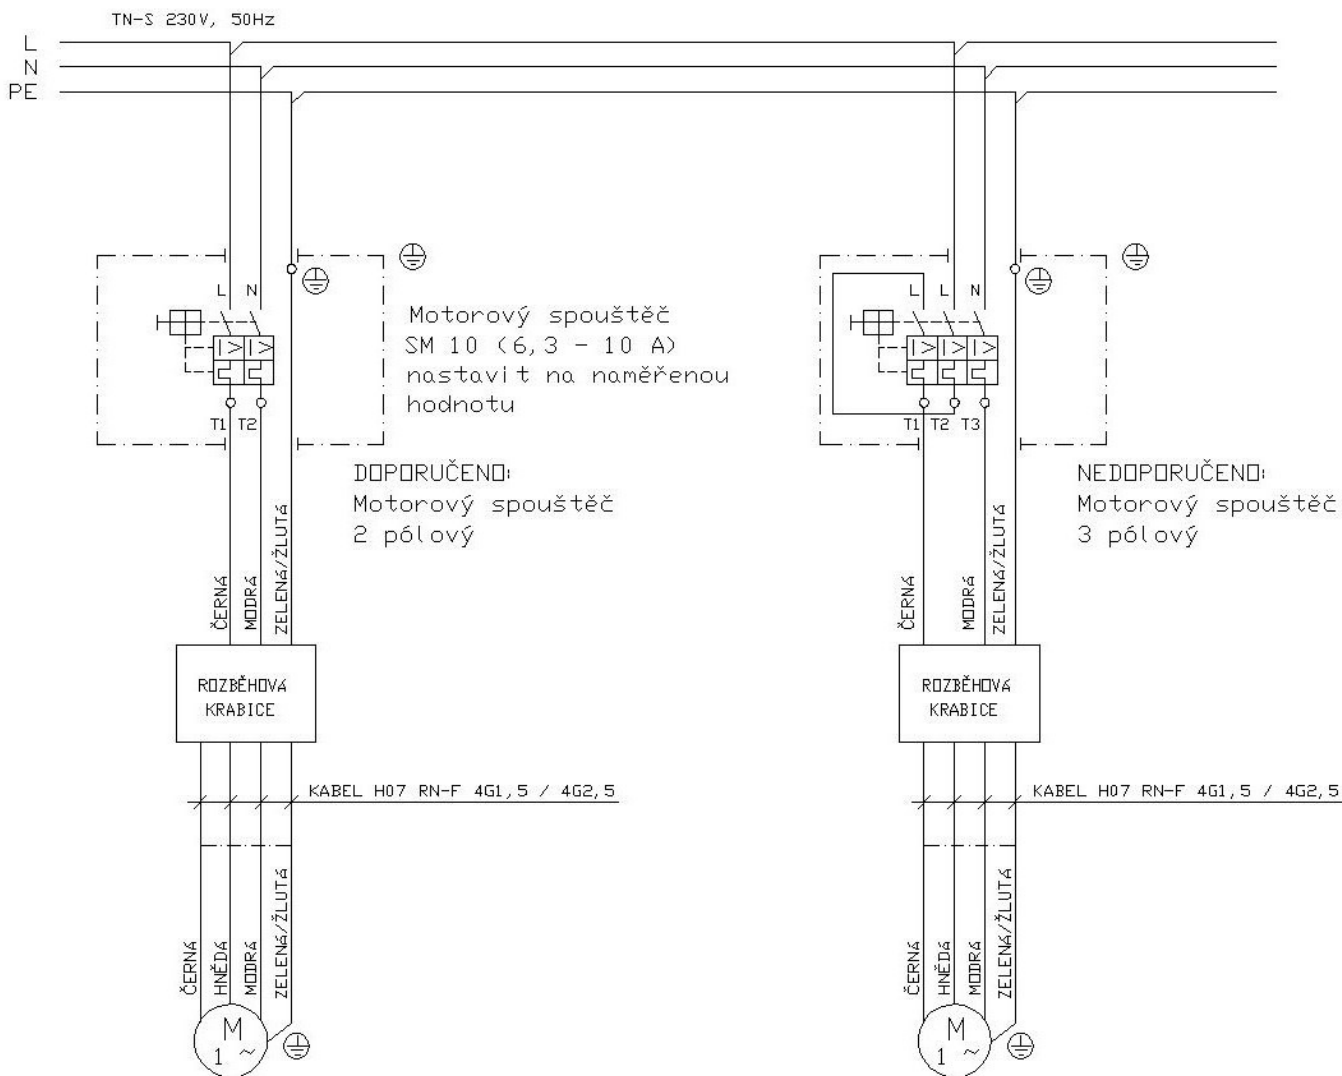 TN-S 230V, 50Hz
L
N
PE
L N
Motorový spouštěč
SM 10 (6,3 - 10 A)
nastavit na naměřenou
hodnotu
T1 T2
DOPORUČENO:
Motorový spouštěč
2 pólový
ČERNÁ
MODRÁ
ZELENÁ/ŽLUTÁ
ROZBĚHOVÁ
KRABICE
KABEL H07 RN-F 4G1,5 / 4G2,5
ČERNÁ
HNĚDÁ
MODRÁ
ZELENÁ/ŽLUTÁ
M
1 ~
L L N
T1 T2 T3
NEDOPORUČENO:
Motorový spouštěč
3 pólový
ČERNÁ
MODRÁ
ZELENÁ/ŽLUTÁ
ROZBĚHOVÁ
KRABICE
KABEL H07 RN-F 4G1,5 / 4G2,5
ČERNÁ
HNĚDÁ
MODRÁ
ZELENÁ/ŽLUTÁ
M
1 ~